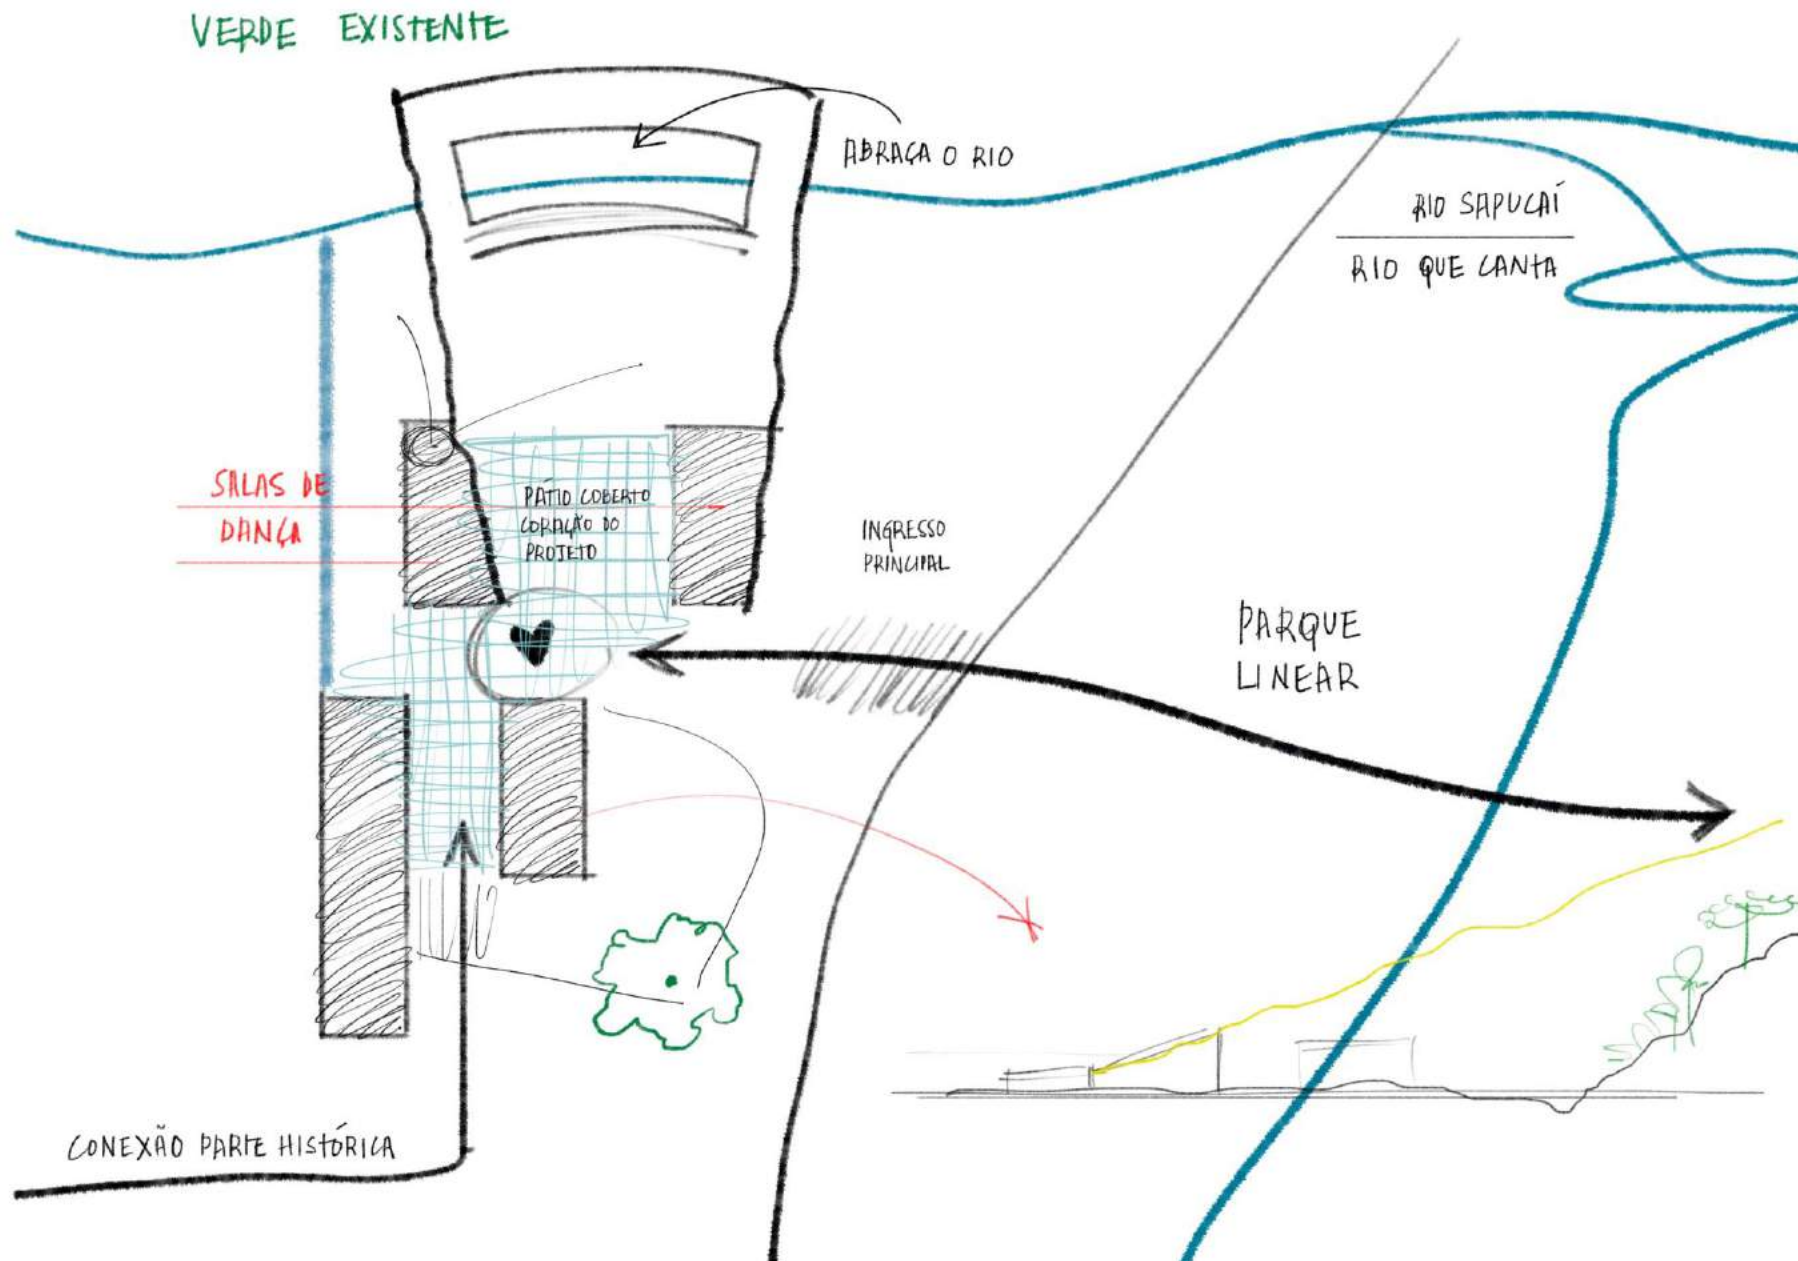 VERDE EXISTENTE
ABRAÇA O RIO
RIO SAPUCAÍ
RIO QUE CANTA
SALAS DE
DANÇA
PÁTIO COBERTO
CORAÇÃO DO
PROJETO
INGRESSO
PRINCIPAL
PARQUE
LINEAR
CONEXÃO PARTE HISTÓRICA